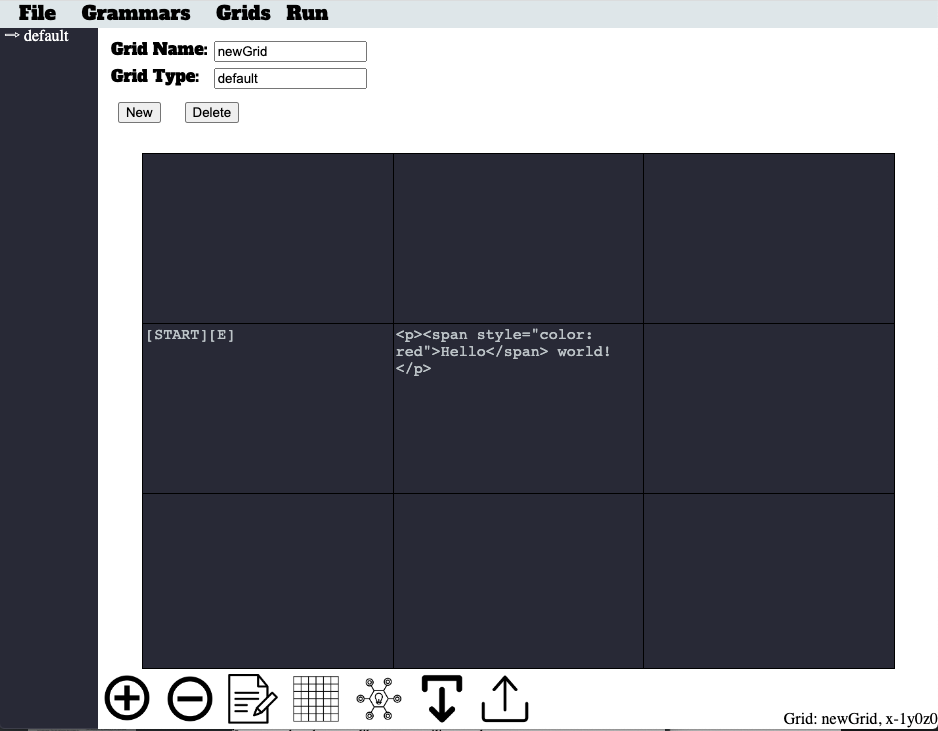 File Grammars Grids Run
→ default
Grid Name: newGrid
Grid Type: default
New Delete
[START][E]
<p><span style="color:
red">Hello</span> world!
</p>
Grid: newGrid, x-1y0z0